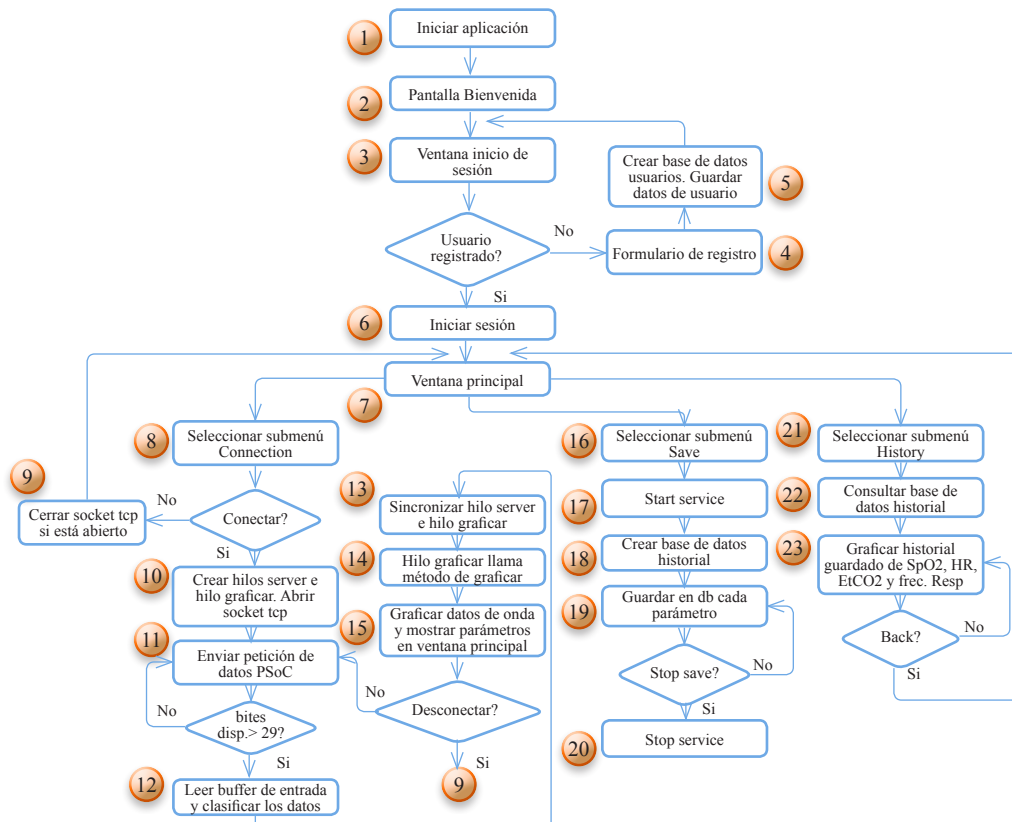 1
Iniciar aplicación
2
Pantalla Bienvenida
3
Ventana inicio de
sesión
Crear base de datos
usuarios. Guardar
datos de usuario
5
Usuario
registrado?
No
Formulario de registro
4
Si
6
Iniciar sesión
Ventana principal
7
8
Seleccionar submenú
Connection
9
Cerrar socket tcp
si está abierto
No
Conectar?
Si
10
Crear hilos server e
hilo graficar. Abrir
socket tcp
11
Enviar petición de
datos PSoC
No
bites
disp.> 29?
Si
12
Leer buffer de entrada
y clasificar los datos
13
Sincronizar hilo server
e hilo graficar
14
Hilo graficar llama
método de graficar
15
Graficar datos de onda
y mostrar parámetros
en ventana principal
No
Desconectar?
Si
9
16
Seleccionar submenú
Save
17
Start service
18
Crear base de datos
historial
19
Guardar en db cada
parámetro
Stop save?
No
Si
20
Stop service
21
Seleccionar submenú
History
22
Consultar base de
datos historial
23
Graficar historial
guardado de SpO2, HR,
EtCO2 y frec. Resp
Back?
No
Si